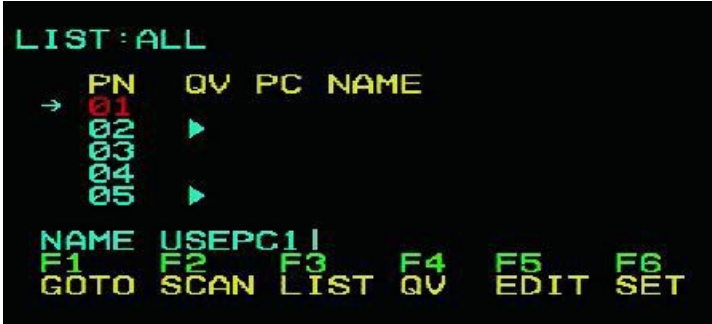 LIST:ALL
PN QV PC NAME
→ 01
02 ▶
03
04
05 ▶
NAME USEPC1|
F1 F2 F3 F4 F5 F6
GOTO SCAN LIST QV EDIT SET